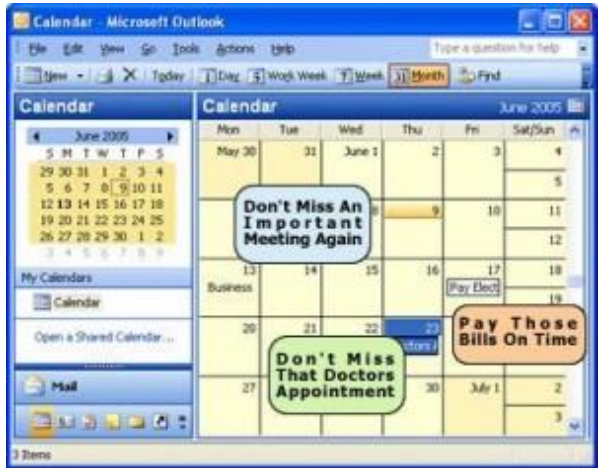 Calendar - Microsoft Outlook
File Edit View Go Tools Actions Help Type a question for help
New Today Day Work Week Week Month Find
Calendar
June 2005
S M T W T F S
29 30 31 1 2 3 4
5 6 7 8 9 10 11
12 13 14 15 16 17 18
19 20 21 22 23 24 25
26 27 28 29 30 1 2
3 4 5 6 7 8 9
My Calendars
Calendar
Open a Shared Calendar...
Mail
3 Items
Calendar June 2005
Mon Tue Wed Thu Fri Sat/Sun
May 30 31 June 1 2 3 4
5
8 9 10 11
12
13 14 15 16 17 18
Business Pay Elect
19
20 21 22 23
27 30 July 1 2
3
Don't Miss An
Important
Meeting Again
Pay Those
Bills On Time
Don't Miss
That Doctors
Appointment